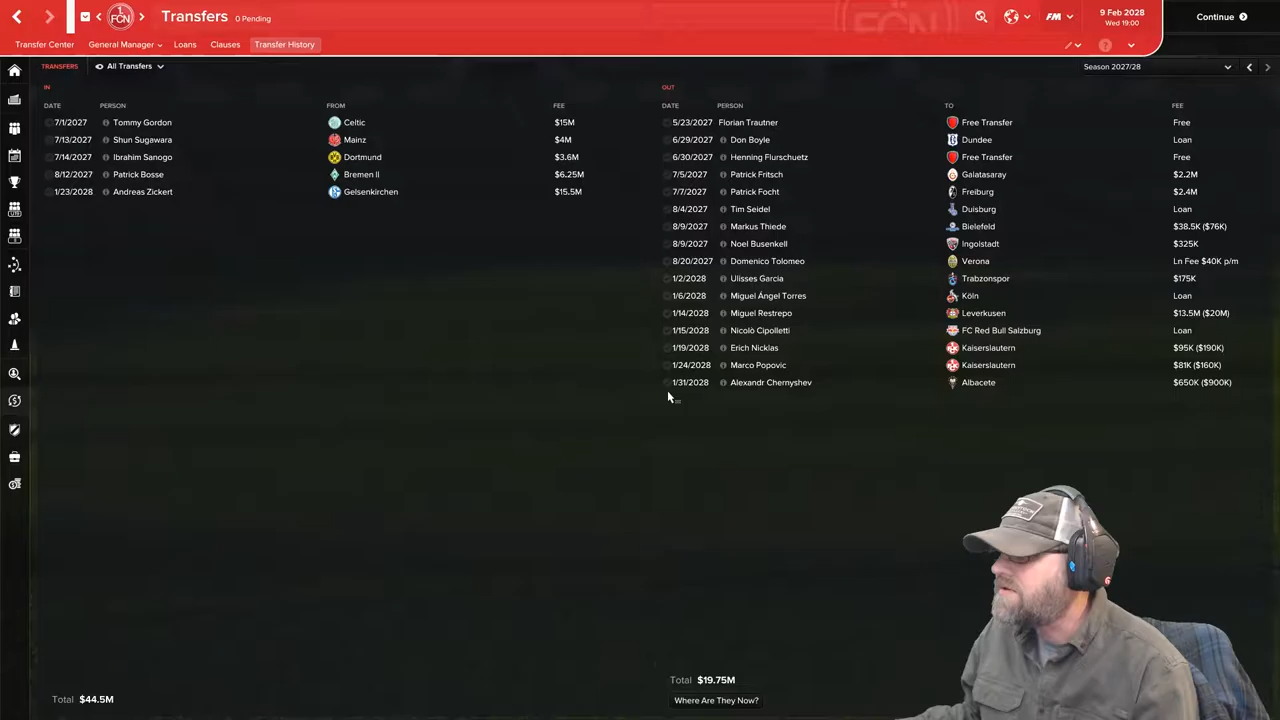 Transfers 0 Pending
FM
9 Feb 2028
Wed 19:00
Continue
Transfer Center General Manager Loans Clauses Transfer History
TRANSFERS All Transfers
Season 2027/28
IN
DATE PERSON FROM FEE
7/1/2027 Tommy Gordon Celtic $15M
7/13/2027 Shun Sugawara Mainz $4M
7/14/2027 Ibrahim Sanogo Dortmund $3.6M
8/12/2027 Patrick Bosse Bremen II $6.25M
1/23/2028 Andreas Zickert Gelsenkirchen $15.5M
Total $44.5M
OUT
DATE PERSON TO FEE
5/23/2027 Florian Trautner Free Transfer Free
6/29/2027 Don Boyle Dundee Loan
6/30/2027 Henning Flurschuetz Free Transfer Free
7/5/2027 Patrick Fritsch Galatasaray $2.2M
7/7/2027 Patrick Focht Freiburg $2.4M
8/4/2027 Tim Seidel Duisburg Loan
8/9/2027 Markus Thiede Bielefeld $38.5K ($76K)
8/9/2027 Noel Busenkell Ingolstadt $325K
8/20/2027 Domenico Tolomeo Verona Ln Fee $40K p/m
1/2/2028 Ulisses Garcia Trabzonspor $175K
1/6/2028 Miguel Ángel Torres Köln Loan
1/14/2028 Miguel Restrepo Leverkusen $13.5M ($20M)
1/15/2028 Nicolò Cipolletti FC Red Bull Salzburg Loan
1/19/2028 Erich Nicklas Kaiserslautern $95K ($190K)
1/24/2028 Marco Popovic Kaiserslautern $81K ($160K)
1/31/2028 Alexandr Chernyshev Albacete $650K ($900K)
Total $19.75M
Where Are They Now?